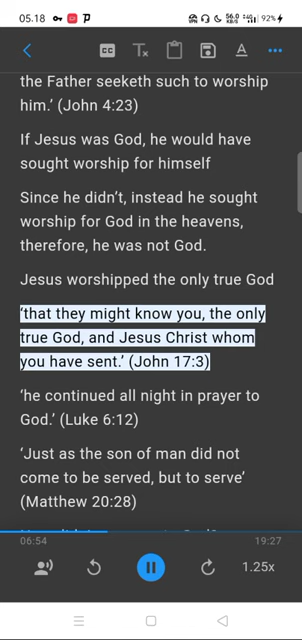 05.18
56.0
KB/S
92%
CC
the Father seeketh such to worship
him.’ (John 4:23)
If Jesus was God, he would have
sought worship for himself
Since he didn’t, instead he sought
worship for God in the heavens,
therefore, he was not God.
Jesus worshipped the only true God
‘that they might know you, the only
true God, and Jesus Christ whom
you have sent.’ (John 17:3)
‘he continued all night in prayer to
God.’ (Luke 6:12)
‘Just as the son of man did not
come to be served, but to serve’
(Matthew 20:28)
06:54
19:27
1.25x